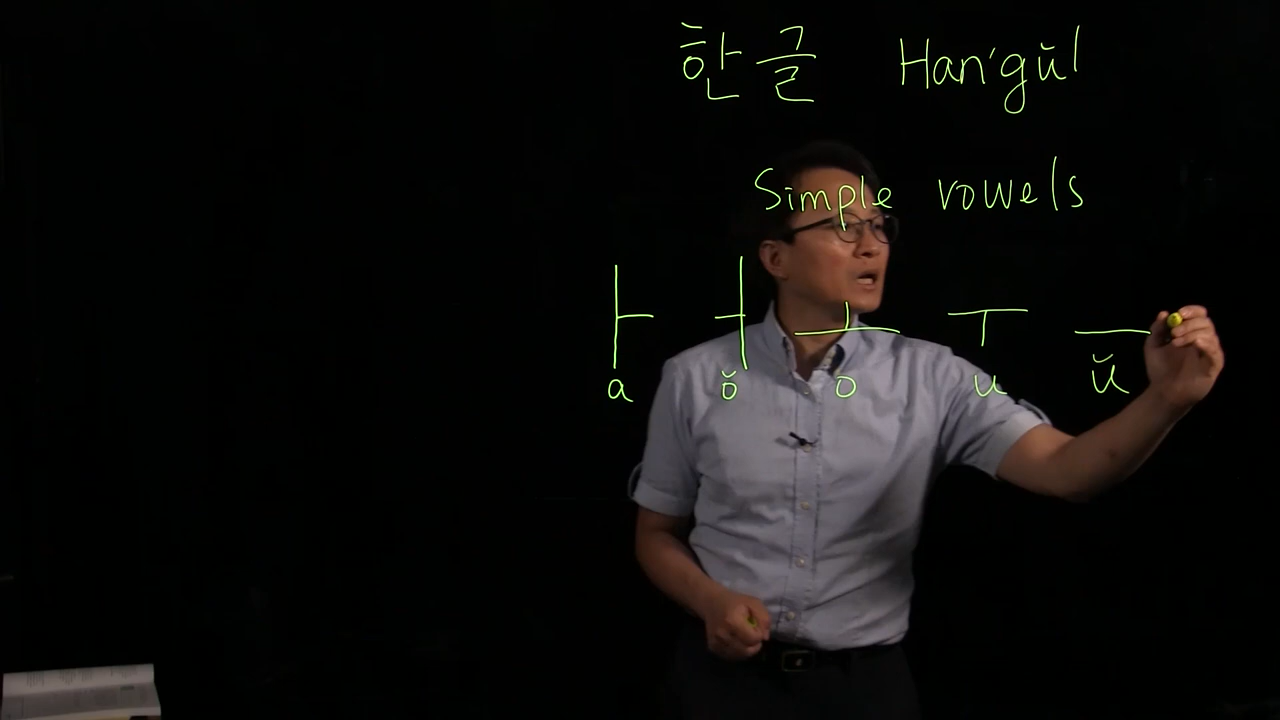 한글 Han'gŭl
Simple vowels
ㅏ ㅓ ㅗ ㅜ ㅡ
a ŏ o u ŭ